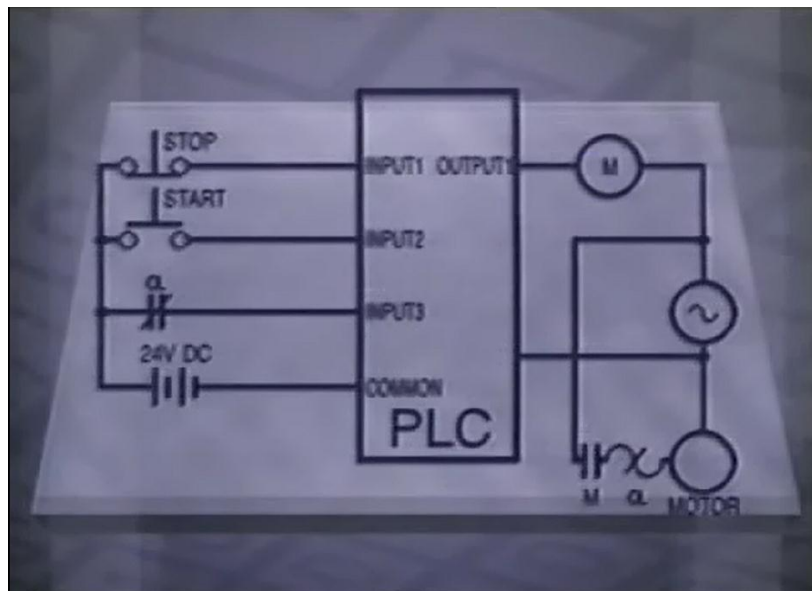 STOP
INPUT1 OUTPUT1 M
START
INPUT2
OL
INPUT3
24V DC
COMMON
PLC
M OL MOTOR